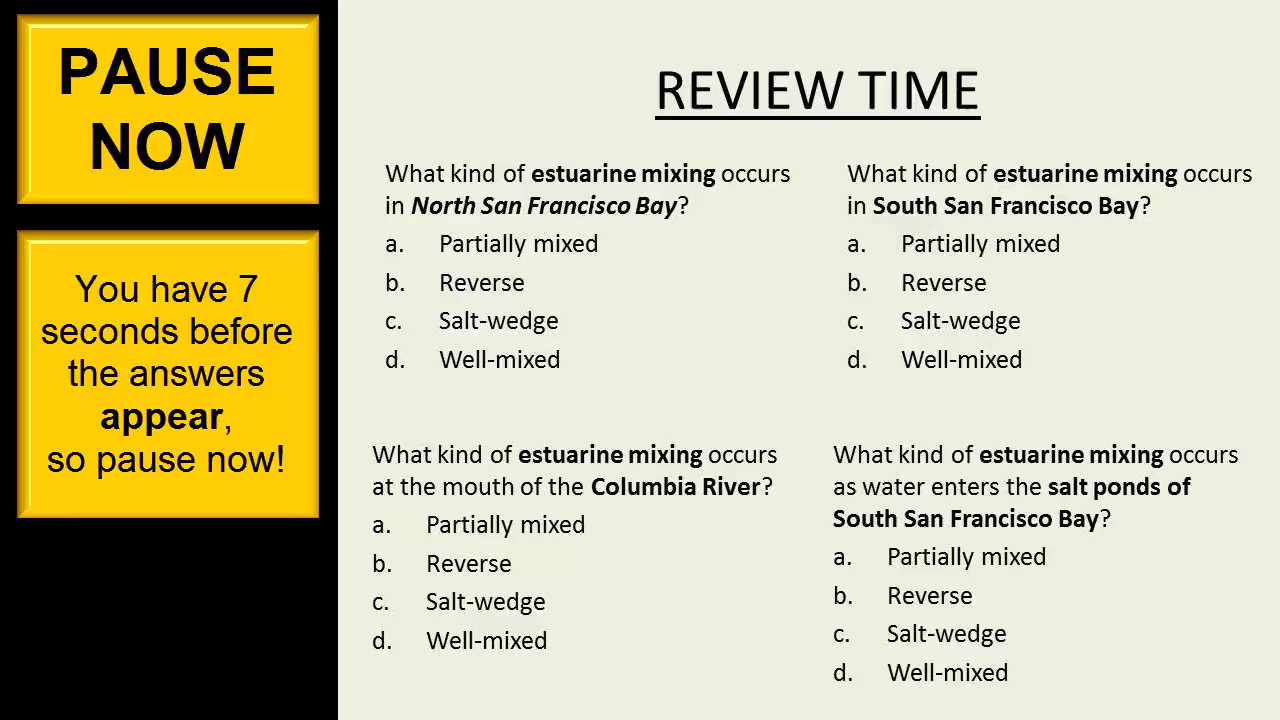 PAUSE
NOW
You have 7
seconds before
the answers
appear,
so pause now!
REVIEW TIME
What kind of estuarine mixing occurs
in North San Francisco Bay?
a. Partially mixed
b. Reverse
c. Salt-wedge
d. Well-mixed
What kind of estuarine mixing occurs
in South San Francisco Bay?
a. Partially mixed
b. Reverse
c. Salt-wedge
d. Well-mixed
What kind of estuarine mixing occurs
at the mouth of the Columbia River?
a. Partially mixed
b. Reverse
c. Salt-wedge
d. Well-mixed
What kind of estuarine mixing occurs
as water enters the salt ponds of
South San Francisco Bay?
a. Partially mixed
b. Reverse
c. Salt-wedge
d. Well-mixed